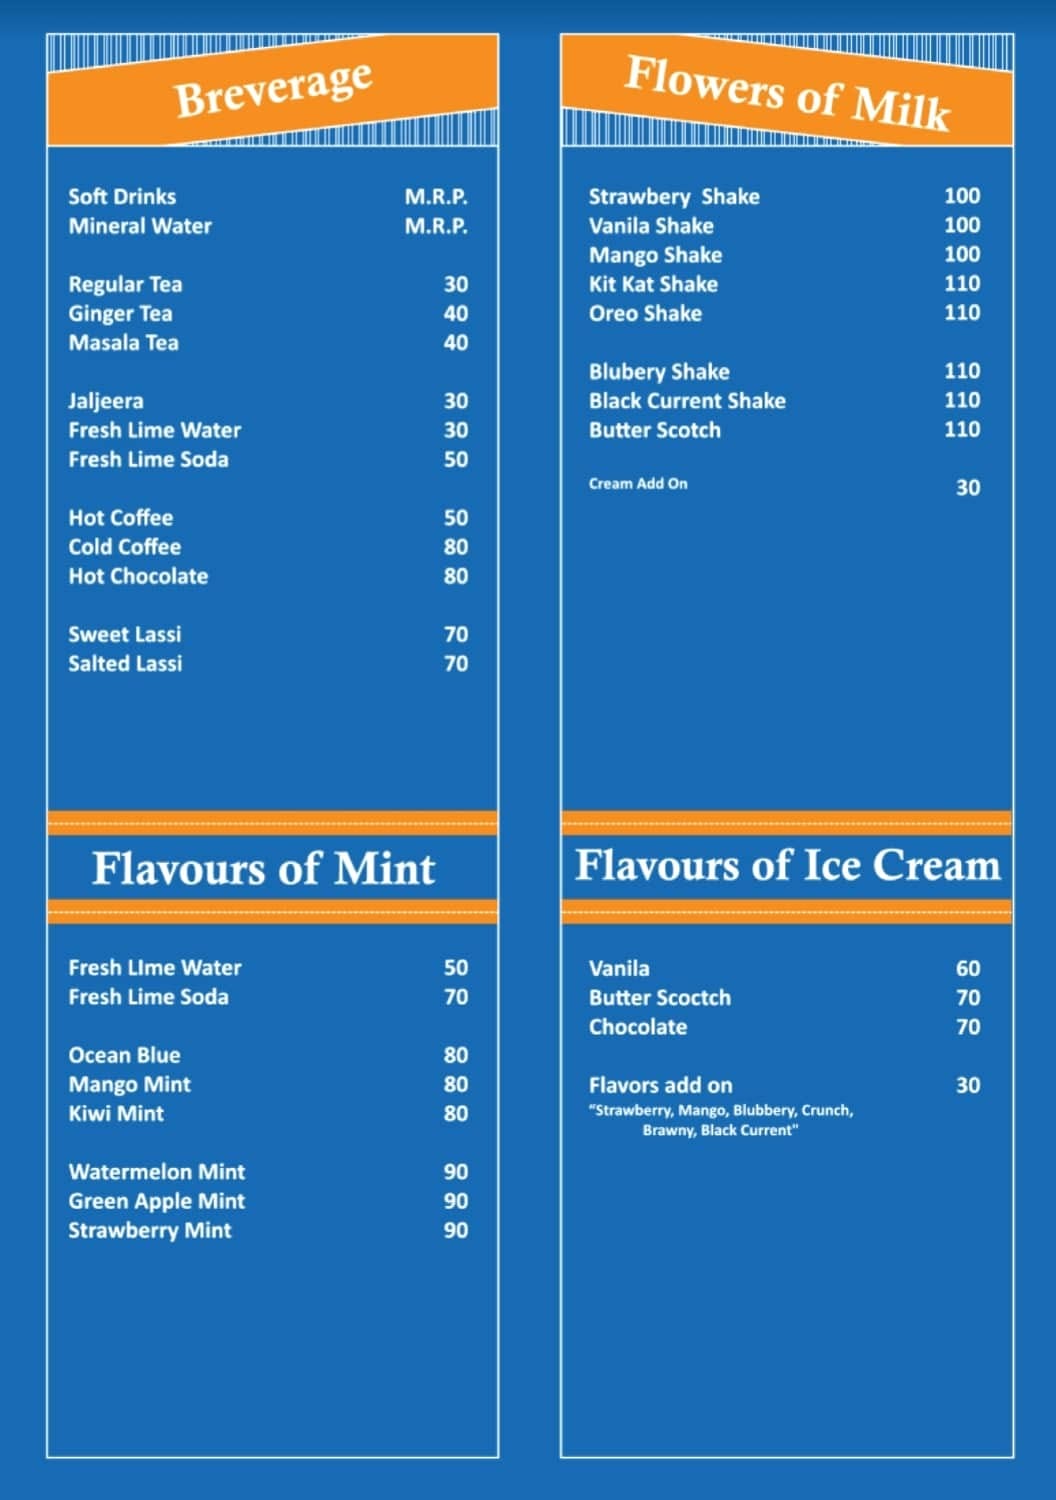 Breverage
Soft Drinks M.R.P.
Mineral Water M.R.P.
Regular Tea 30
Ginger Tea 40
Masala Tea 40
Jaljeera 30
Fresh Lime Water 30
Fresh Lime Soda 50
Hot Coffee 50
Cold Coffee 80
Hot Chocolate 80
Sweet Lassi 70
Salted Lassi 70
Flavours of Mint
Fresh LIme Water 50
Fresh Lime Soda 70
Ocean Blue 80
Mango Mint 80
Kiwi Mint 80
Watermelon Mint 90
Green Apple Mint 90
Strawberry Mint 90
Flowers of Milk
Strawbery Shake 100
Vanila Shake 100
Mango Shake 100
Kit Kat Shake 110
Oreo Shake 110
Blubery Shake 110
Black Current Shake 110
Butter Scotch 110
Cream Add On 30
Flavours of Ice Cream
Vanila 60
Butter Scoctch 70
Chocolate 70
Flavors add on 30
“Strawberry, Mango, Blubbery, Crunch,
Brawny, Black Current"